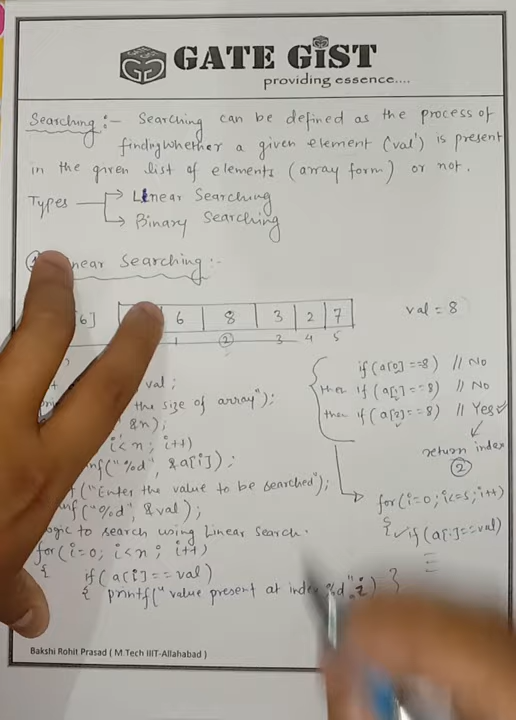 GATE GIST
providing essence....
Searching :- Searching can be defined as the process of
finding whether a given element ('val') is present
in the given list of elements (array form) or not.
Types → Linear Searching
→ Binary Searching
① near Searching :-
[6] 6 8 3 2 7 val = 8
1 ② 3 4 5
if (a[0] == 8) // No
then if (a[1] == 8) // No
then if (a[2] == 8) // Yes ✓
return index
②
for(i=0; i<=5; i++)
{ ✓ if (a[i]==val)
val ;
the size of array");
&n);
i<n ; i++)
nf("%d", &a[i]);
f("Enter the value to be searched");
nf("%d", &val);
ogic to search using Linear Search.
for(i=0; i<n ; i++)
{ if (a[i] == val)
{ printf("value present at index %d", i); }
Bakshi Rohit Prasad ( M Tech IIIT-Allahabad )